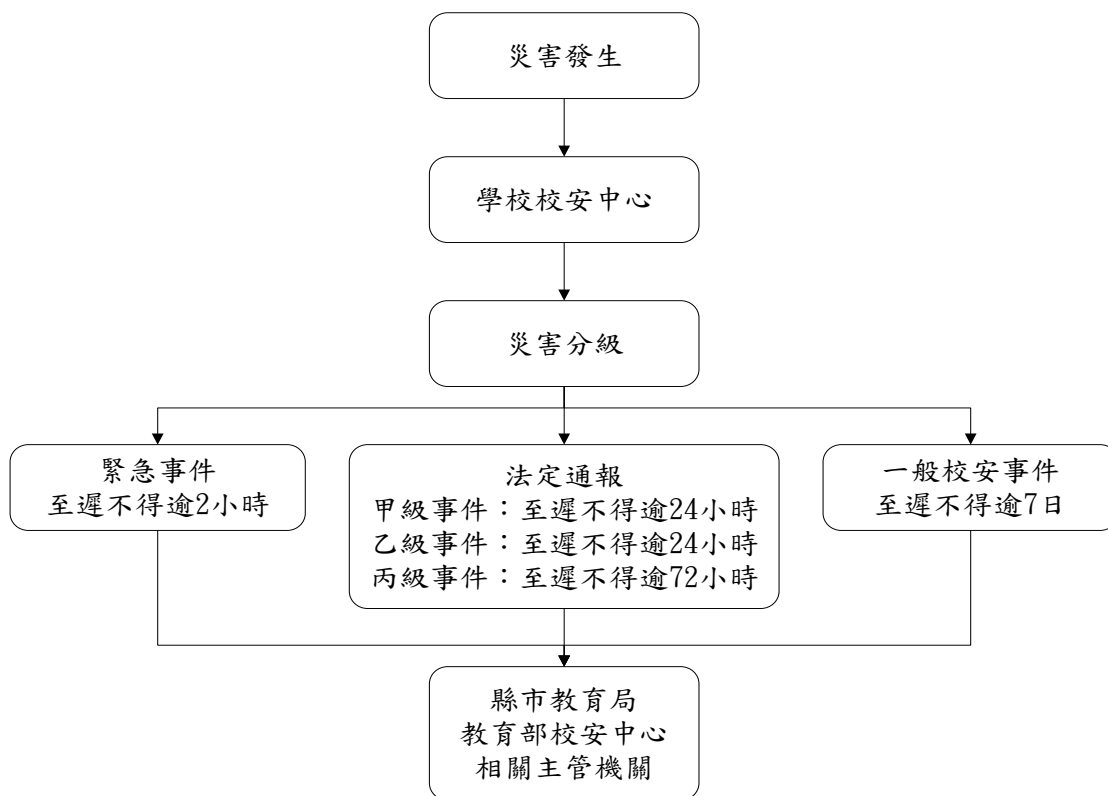 災害發生
學校校安中心
災害分級
緊急事件
至遲不得逾2小時
法定通報
甲級事件：至遲不得逾24小時
乙級事件：至遲不得逾24小時
丙級事件：至遲不得逾72小時
一般校安事件
至遲不得逾7日
縣市教育局
教育部校安中心
相關主管機關